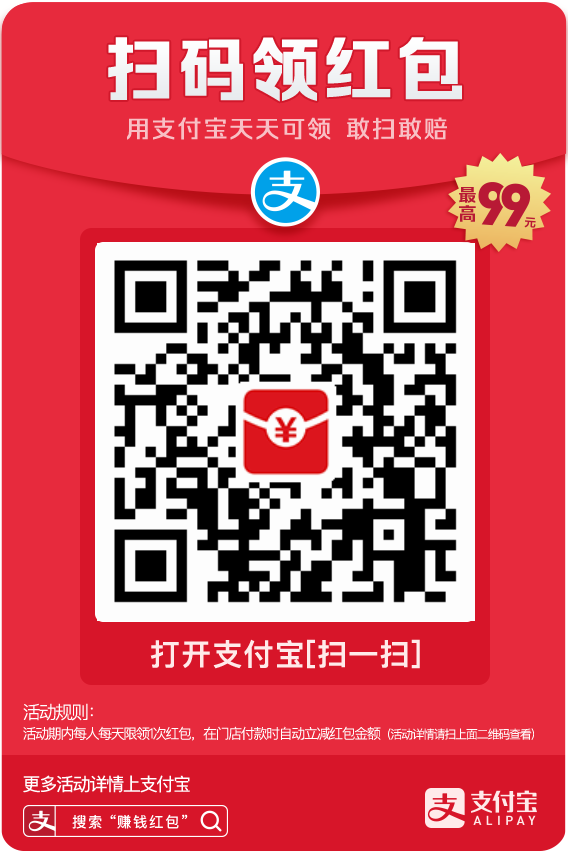 扫码领红包
用支付宝天天可领 敢扫敢赔
支
最高99元
¥
打开支付宝[扫一扫]
活动规则：
活动期内每人每天限领1次红包，在门店付款时自动立减红包金额（活动详情请扫上面二维码查看）
更多活动详情上支付宝
支 搜索“赚钱红包”
支 支付宝
ALIPAY